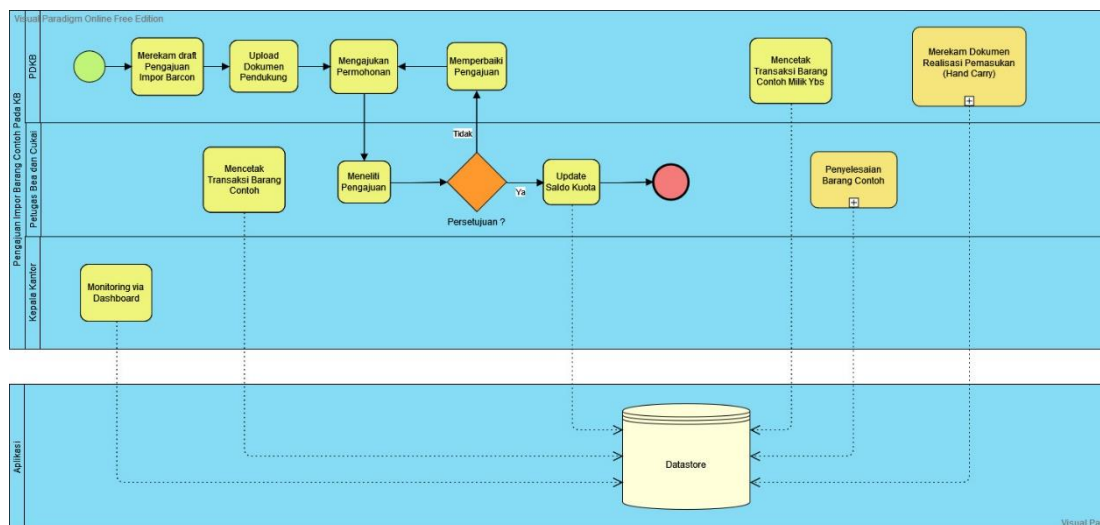 Visual Paradigm Online Free Edition
Pengajuan Impor Barang Contoh Pada KB
PDKB
Merekam draft
Pengajuan
Impor Barcon
Upload
Dokumen
Pendukung
Mengajukan
Permohonan
Memperbaiki
Pengajuan
Mencetak
Transaksi Barang
Contoh Milik Ybs
Merekam Dokumen
Realisasi Pemasukan
(Hand Carry)
Petugas Bea dan Cukai
Mencetak
Transaksi Barang
Contoh
Meneliti
Pengajuan
Tidak
Persetujuan ?
Ya
Update
Saldo Kuota
Penyelesaian
Barang Contoh
Kepala Kantor
Monitoring via
Dashboard
Aplikasi
Datastore
Visual Pa